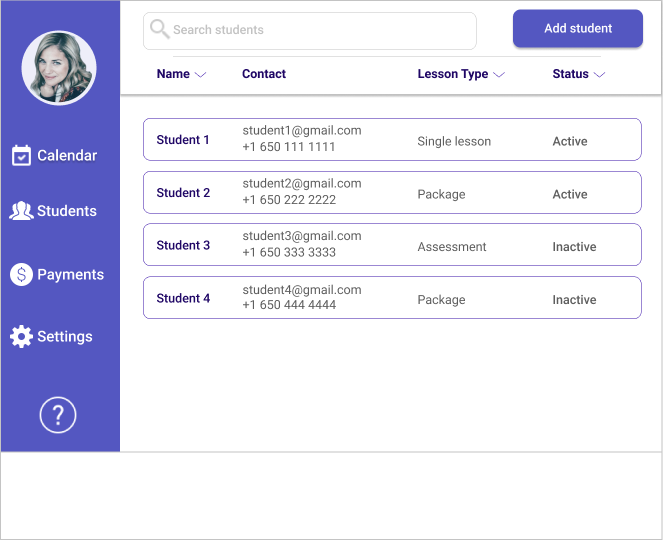 Search students
Add student
Name
Contact
Lesson Type
Status
Calendar
Students
Payments
Settings
?
Student 1
student1@gmail.com
+1 650 111 1111
Single lesson
Active
Student 2
student2@gmail.com
+1 650 222 2222
Package
Active
Student 3
student3@gmail.com
+1 650 333 3333
Assessment
Inactive
Student 4
student4@gmail.com
+1 650 444 4444
Package
Inactive